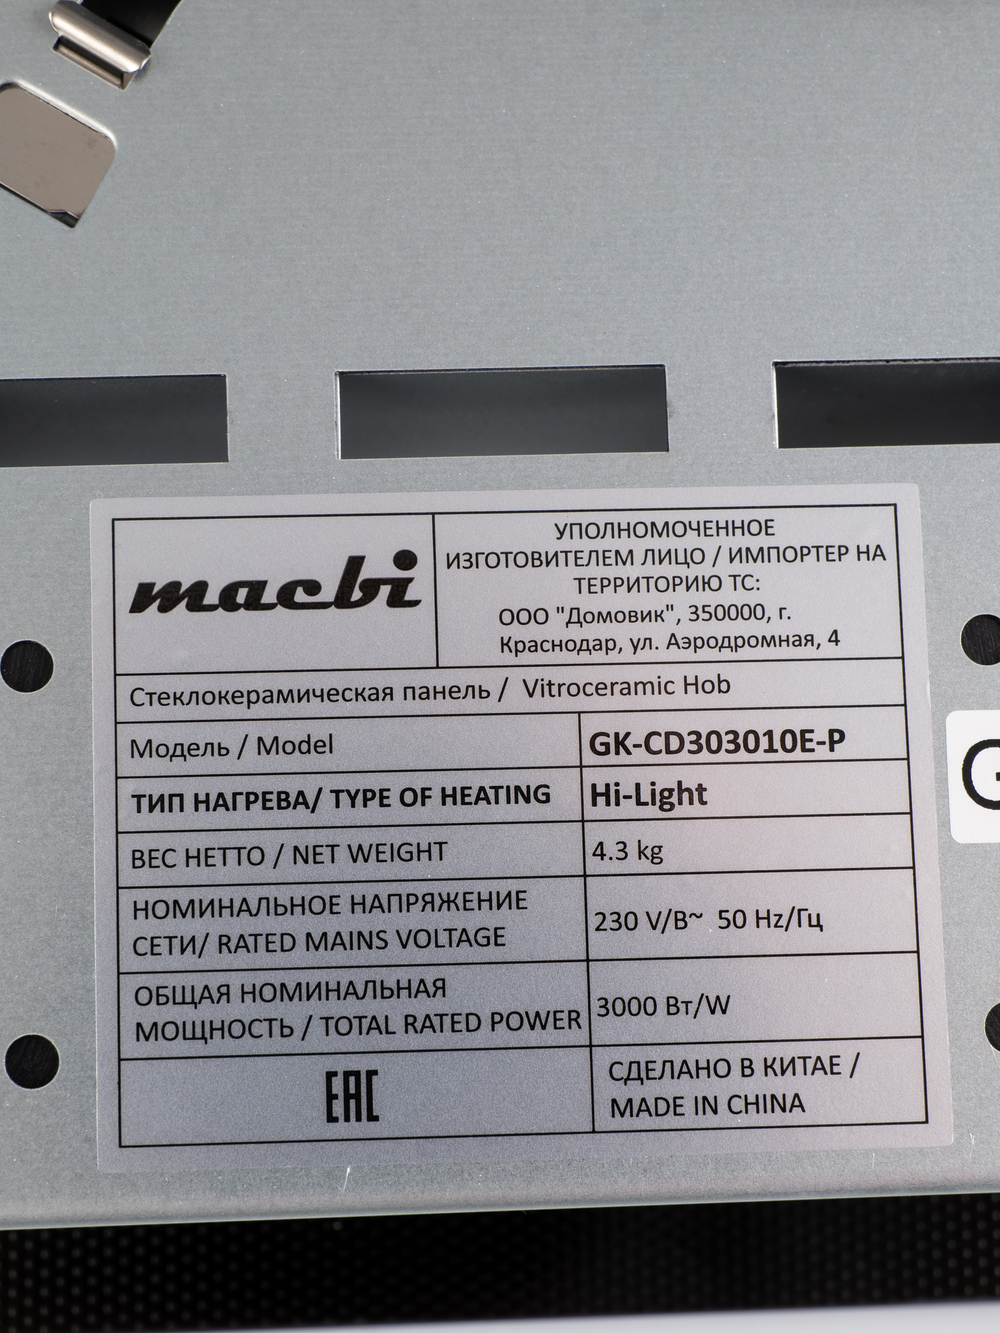 macbi
УПОЛНОМОЧЕННОЕ
ИЗГОТОВИТЕЛЕМ ЛИЦО / ИМПОРТЕР НА
ТЕРРИТОРИЮ ТС:
ООО "Домовик", 350000, г.
Краснодар, ул. Аэродромная, 4
Стеклокерамическая панель / Vitroceramic Hob
Модель / Model GK-CD303010E-P
ТИП НАГРЕВА/ TYPE OF HEATING Hi-Light
ВЕС НЕТТО / NET WEIGHT 4.3 kg
НОМИНАЛЬНОЕ НАПРЯЖЕНИЕ
СЕТИ/ RATED MAINS VOLTAGE
230 V/В~ 50 Hz/Гц
ОБЩАЯ НОМИНАЛЬНАЯ
МОЩНОСТЬ / TOTAL RATED POWER
3000 Вт/W
EAC
СДЕЛАНО В КИТАЕ /
MADE IN CHINA